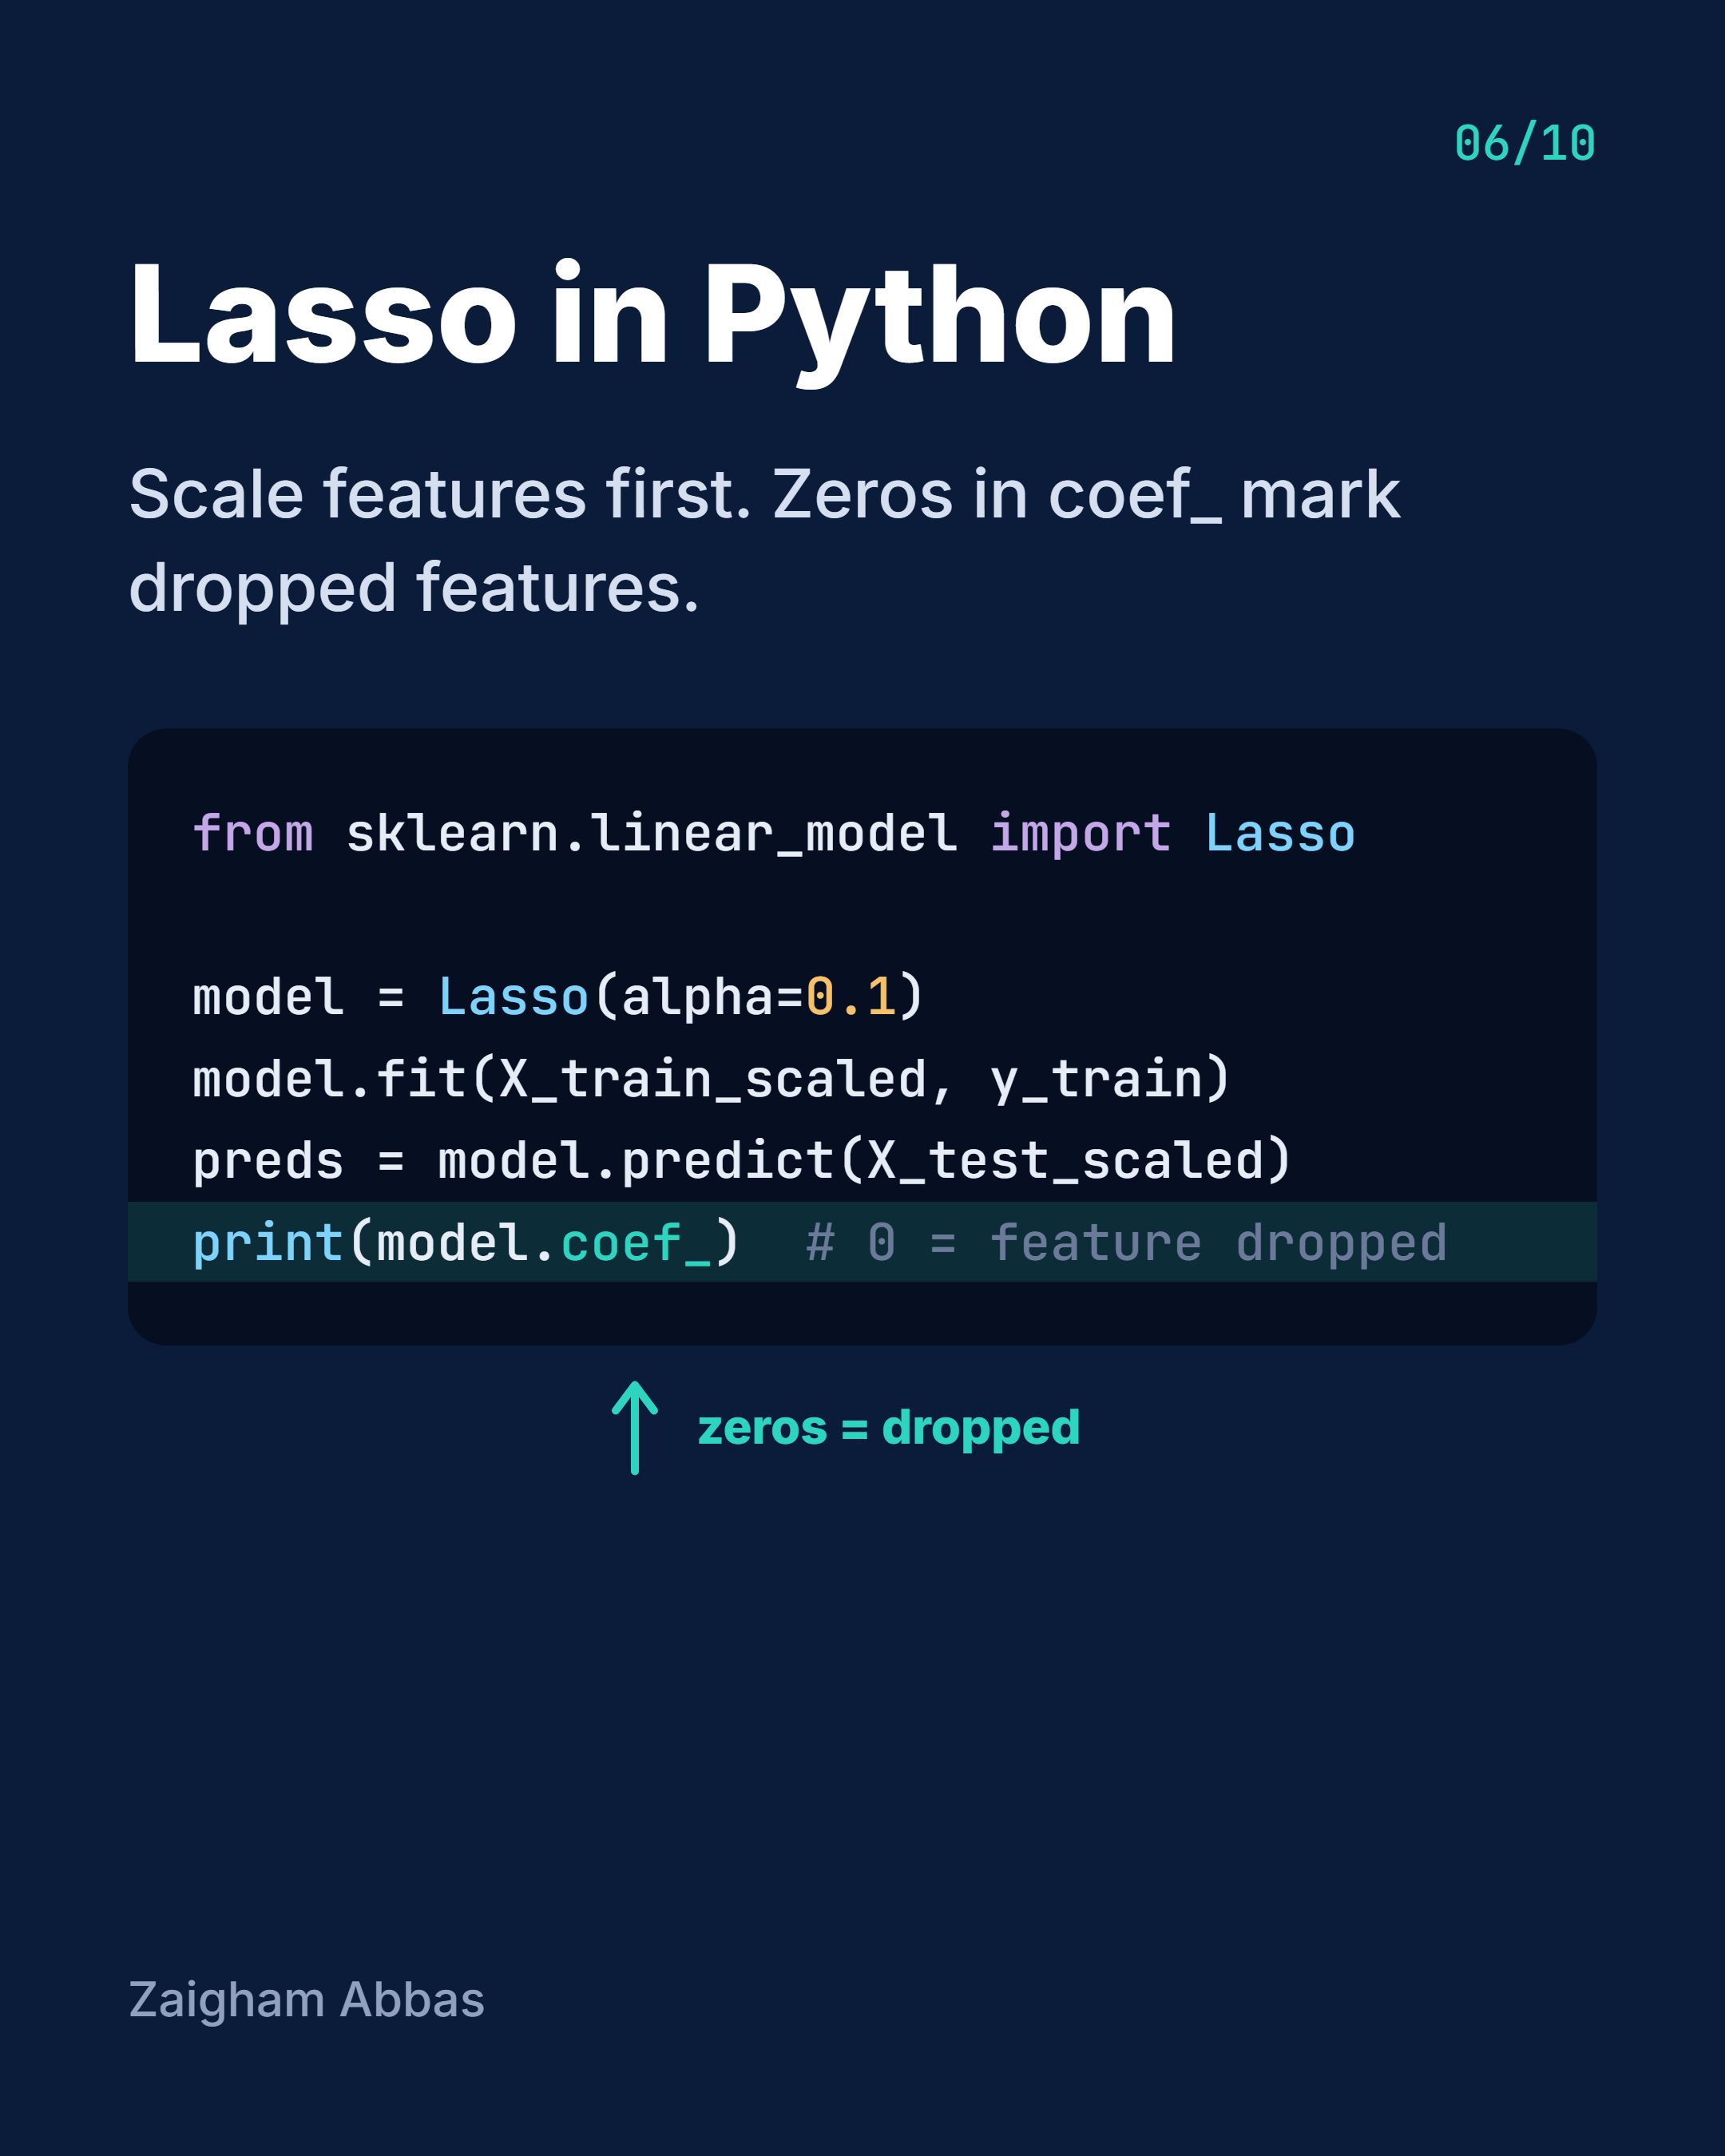 06/10
Lasso in Python
Scale features first. Zeros in coef_ mark
dropped features.
from sklearn.linear_model import Lasso
model = Lasso(alpha=0.1)
model.fit(X_train_scaled, y_train)
preds = model.predict(X_test_scaled)
print(model.coef_)  # 0 = feature dropped
zeros = dropped
Zaigham Abbas